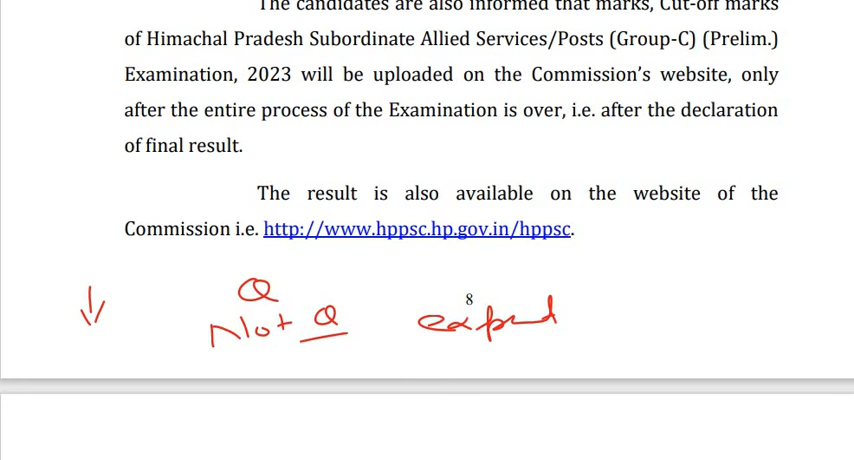 The candidates are also informed that marks, Cut-off marks
of Himachal Pradesh Subordinate Allied Services/Posts (Group-C) (Prelim.)
Examination, 2023 will be uploaded on the Commission’s website, only
after the entire process of the Examination is over, i.e. after the declaration
of final result.
The result is also available on the website of the
Commission i.e. http://www.hppsc.hp.gov.in/hppsc.
Q
8
Not Q